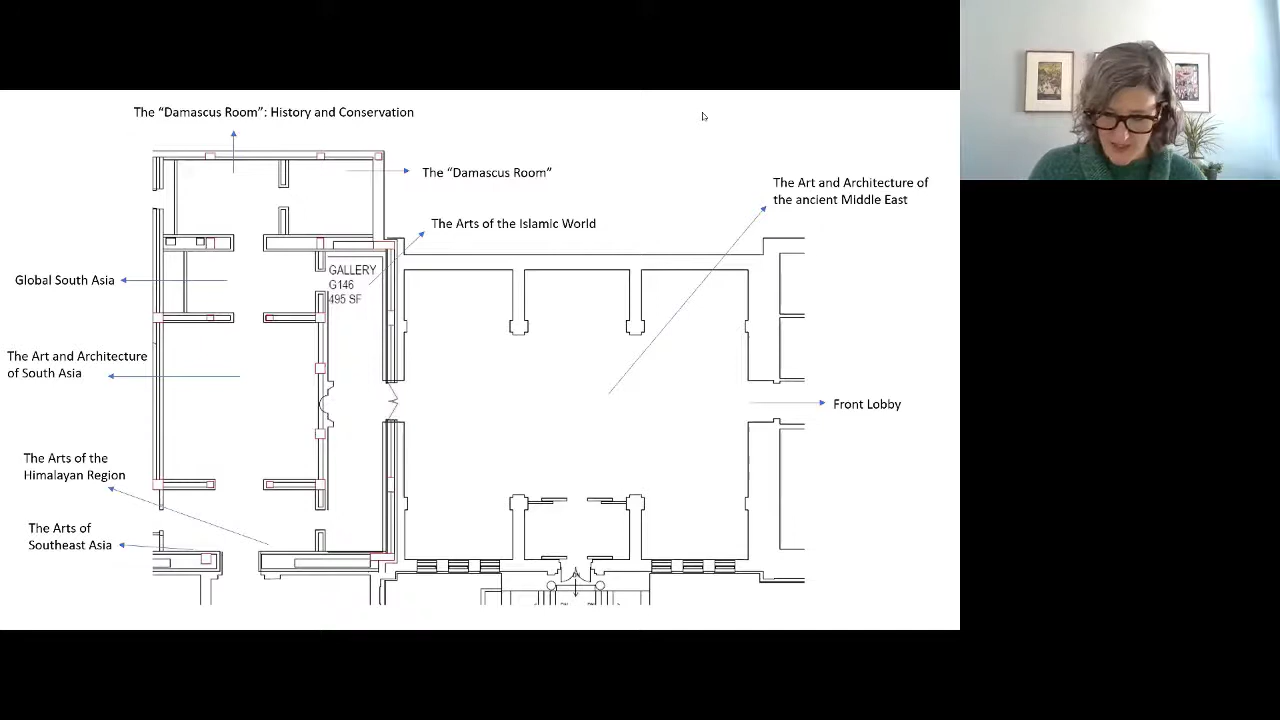 The “Damascus Room”: History and Conservation
The “Damascus Room”
The Art and Architecture of
the ancient Middle East
The Arts of the Islamic World
GALLERY
G146
495 SF
Global South Asia
The Art and Architecture
of South Asia
Front Lobby
The Arts of the
Himalayan Region
The Arts of
Southeast Asia